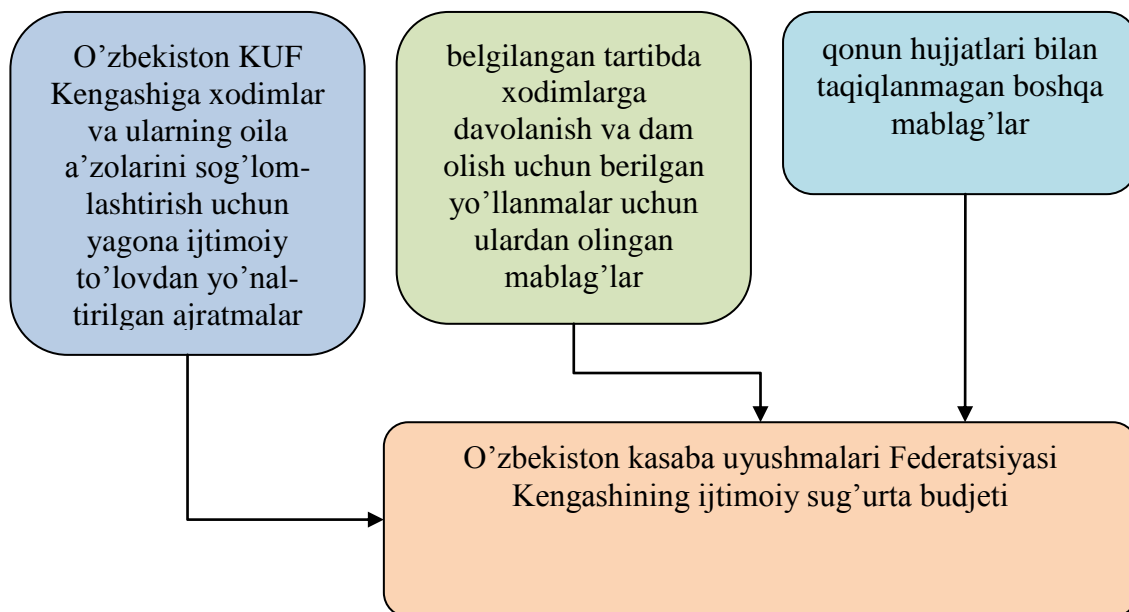 O’zbekiston KUF
Kengashiga xodimlar
va ularning oila
a’zolarini sog’lom-
lashtirish uchun
yagona ijtimoiy
to’lovdan yo’nal-
tirilgan ajratmalar
belgilangan tartibda
xodimlarga
davolanish va dam
olish uchun berilgan
yo’llanmalar uchun
ulardan olingan
mablag’lar
qonun hujjatlari bilan
taqiqlanmagan boshqa
mablag’lar
O’zbekiston kasaba uyushmalari Federatsiyasi
Kengashining ijtimoiy sug’urta budjeti